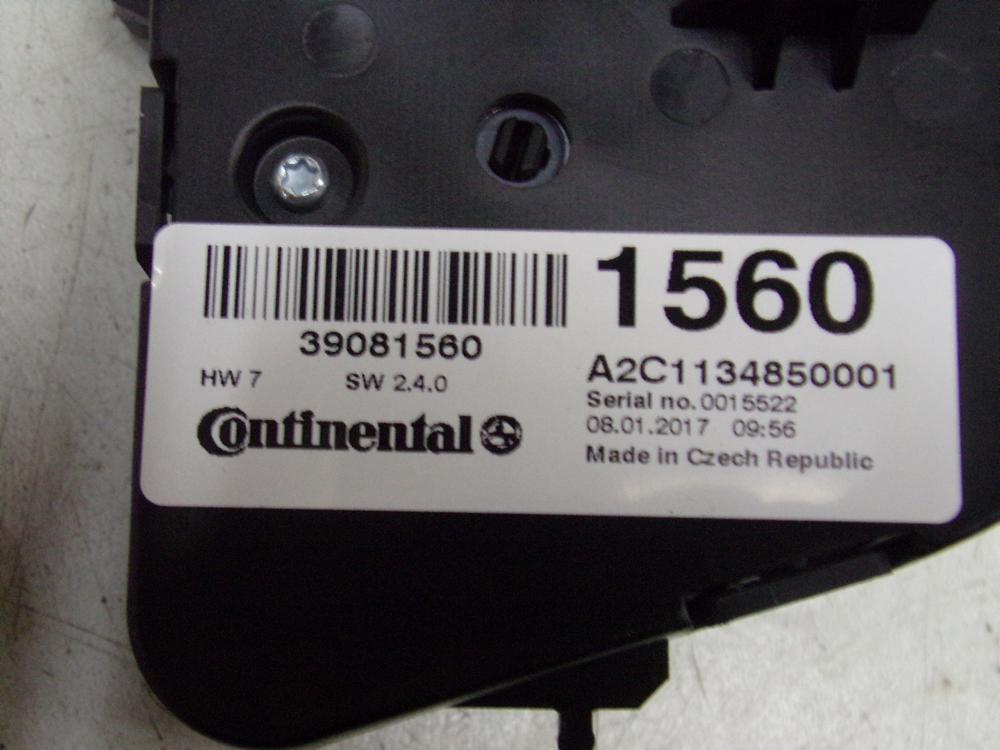 39081560
HW 7 SW 2.4.0
Continental
1560
A2C1134850001
Serial no. 0015522
08.01.2017 09:56
Made in Czech Republic